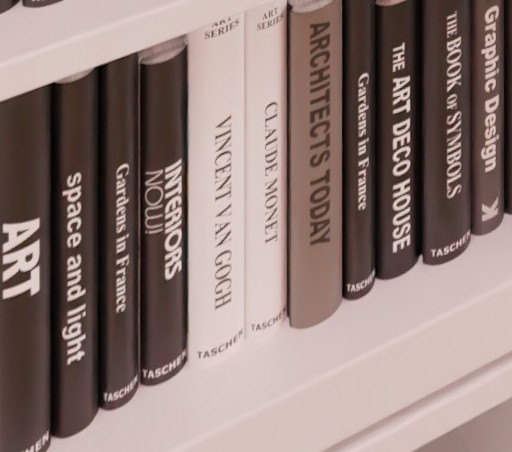 ART
HEN
space and light
Gardens in France
TASCHEN
INTERIORS
NOW!
TASCHEN
ART
SERIES
VINCENT VAN GOGH
TASCHEN
ART
SERIES
CLAUDE MONET
TASCHEN
ARCHITECTS TODAY
Gardens in France
TASCHEN
THE ART DECO HOUSE
THE BOOK OF SYMBOLS
TASCHEN
Graphic Design